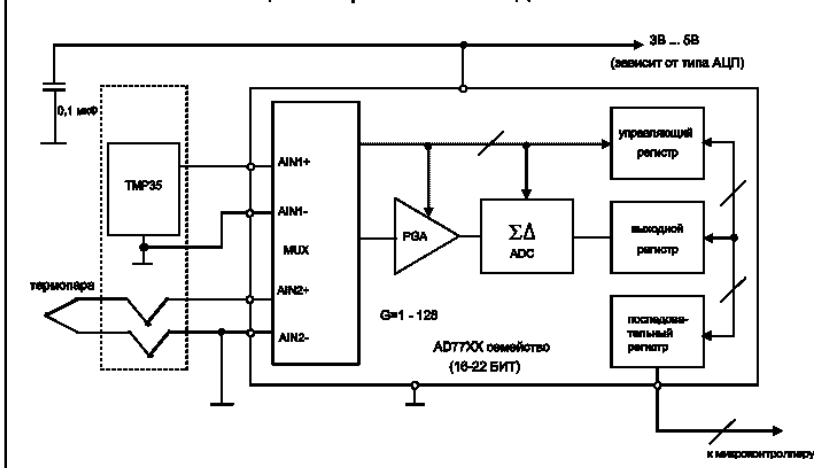 3В ... 5В
(зависит от типа АЦП)
0,1 мкФ
TMP35
термопара
AIN1+
AIN1-
MUX
AIN2+
AIN2-
PGA
G=1 - 128
ΣΔ
ADC
управляющий
регистр
выходной
регистр
последова-
тельный
регистр
AD77XX семейство
(16-22 БИТ)
к микроконтроллеру